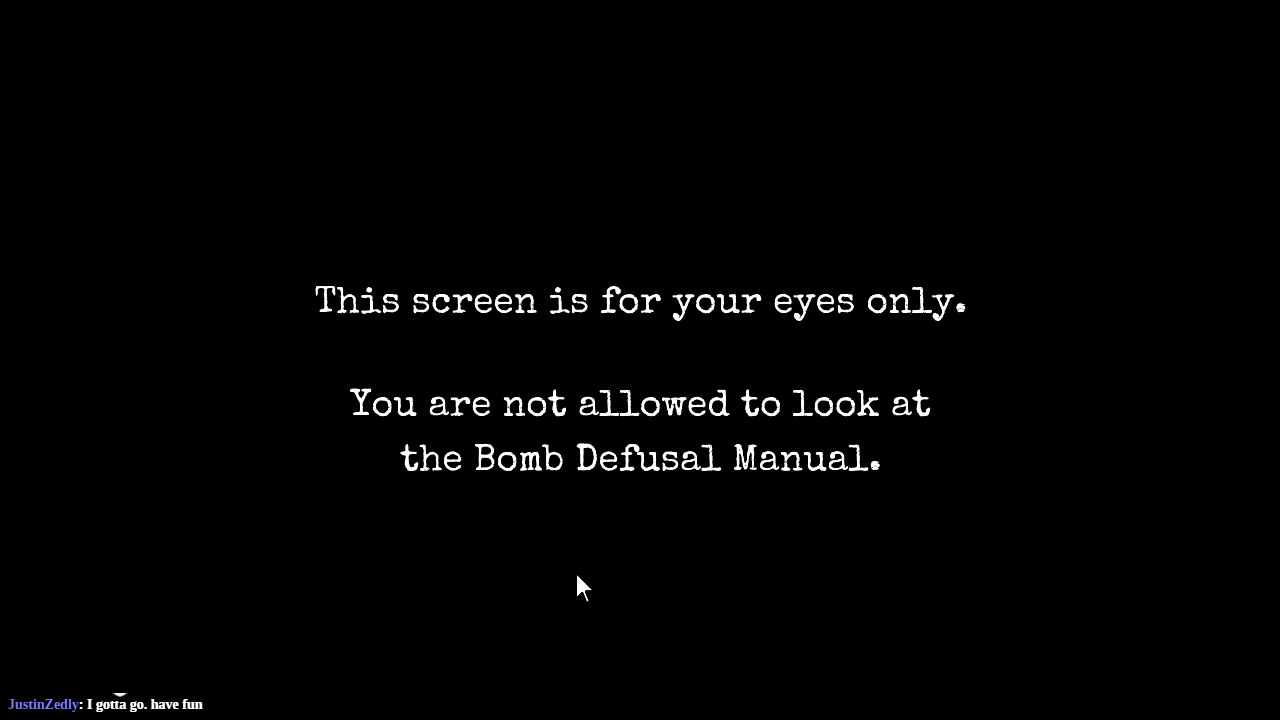 This screen is for your eyes only.
You are not allowed to look at
the Bomb Defusal Manual.
JustinZedly: I gotta go. have fun